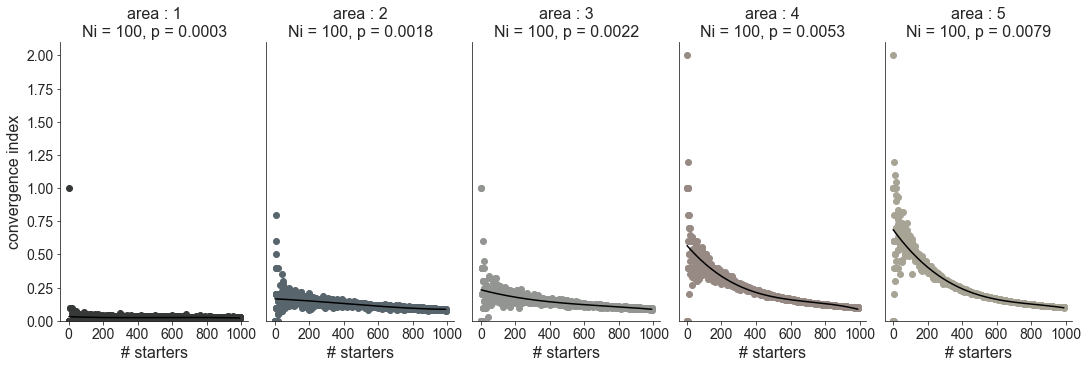 area : 1
Ni = 100, p = 0.0003
area : 2
Ni = 100, p = 0.0018
area : 3
Ni = 100, p = 0.0022
area : 4
Ni = 100, p = 0.0053
area : 5
Ni = 100, p = 0.0079
convergence index
2.00
1.75
1.50
1.25
1.00
0.75
0.50
0.25
0.00
0 200 400 600 800 1000
0 200 400 600 800 1000
0 200 400 600 800 1000
0 200 400 600 800 1000
0 200 400 600 800 1000
# starters
# starters
# starters
# starters
# starters